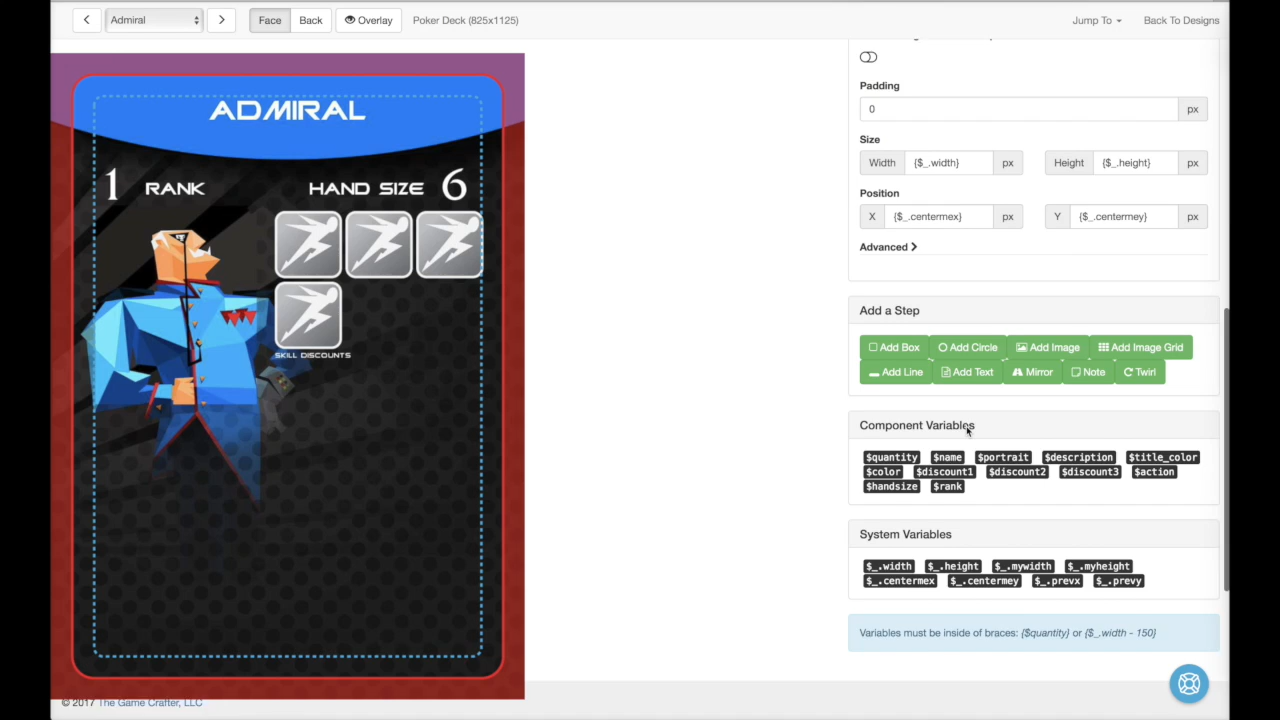 Admiral
Face
Back
Overlay
Poker Deck (825x1125)
Jump To
Back To Designs
ADMIRAL
1 RANK
HAND SIZE 6
SKILL DISCOUNTS
Padding
0 px
Size
Width {$_.width} px
Height {$_.height} px
Position
X {$_.centermex} px
Y {$_.centermey} px
Advanced
Add a Step
Add Box
Add Circle
Add Image
Add Image Grid
Add Line
Add Text
Mirror
Note
Twirl
Component Variables
$quantity $name $portrait $description $title_color
$color $discount1 $discount2 $discount3 $action
$handsize $rank
System Variables
$_.width $_.height $_.mywidth $_.myheight
$_.centermex $_.centermey $_.prevx $_.prevy
Variables must be inside of braces: {$quantity} or {$_.width - 150}
© 2017 The Game Crafter, LLC